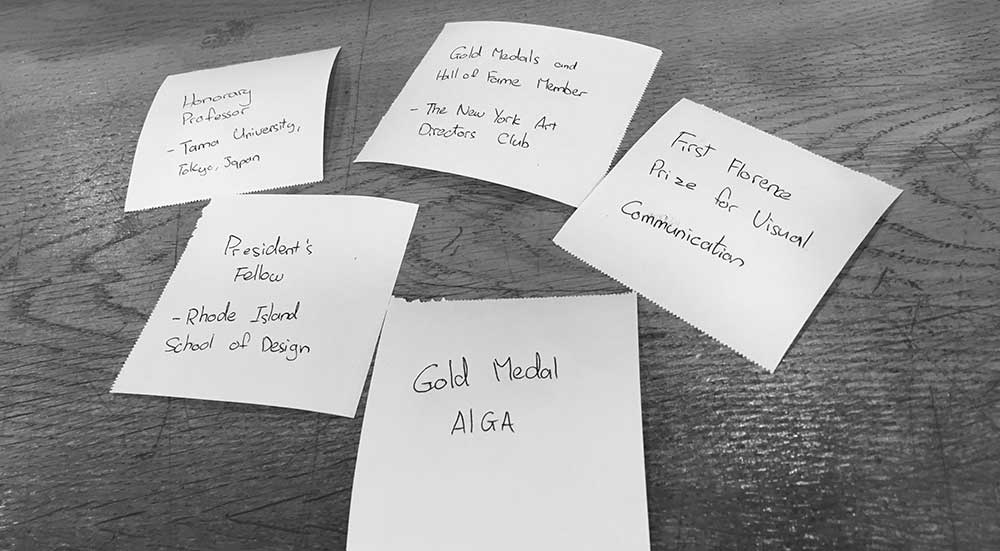 Honorary
Professor
- Tama University,
Tokyo, Japan
Gold Medals and
Hall of Fame Member
- The New York Art
Directors Club
First Florence
Prize for Visual
Communication
President's
Fellow
- Rhode Island
School of Design
Gold Medal
AIGA